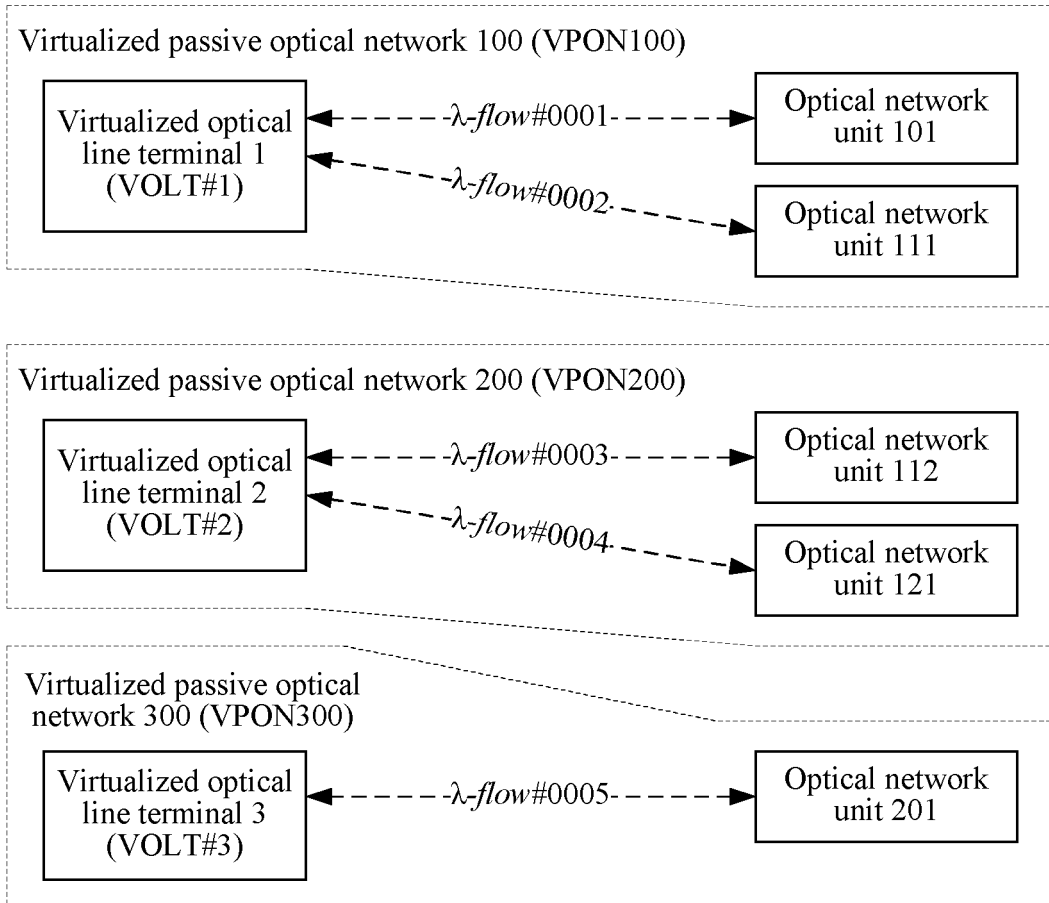 Virtualized passive optical network 100 (VPON100)
Virtualized optical
line terminal 1
(VOLT#1)
λ-flow#0001
Optical network
unit 101
λ-flow#0002
Optical network
unit 111
Virtualized passive optical network 200 (VPON200)
Virtualized optical
line terminal 2
(VOLT#2)
λ-flow#0003
Optical network
unit 112
λ-flow#0004
Optical network
unit 121
Virtualized passive optical
network 300 (VPON300)
Virtualized optical
line terminal 3
(VOLT#3)
λ-flow#0005
Optical network
unit 201